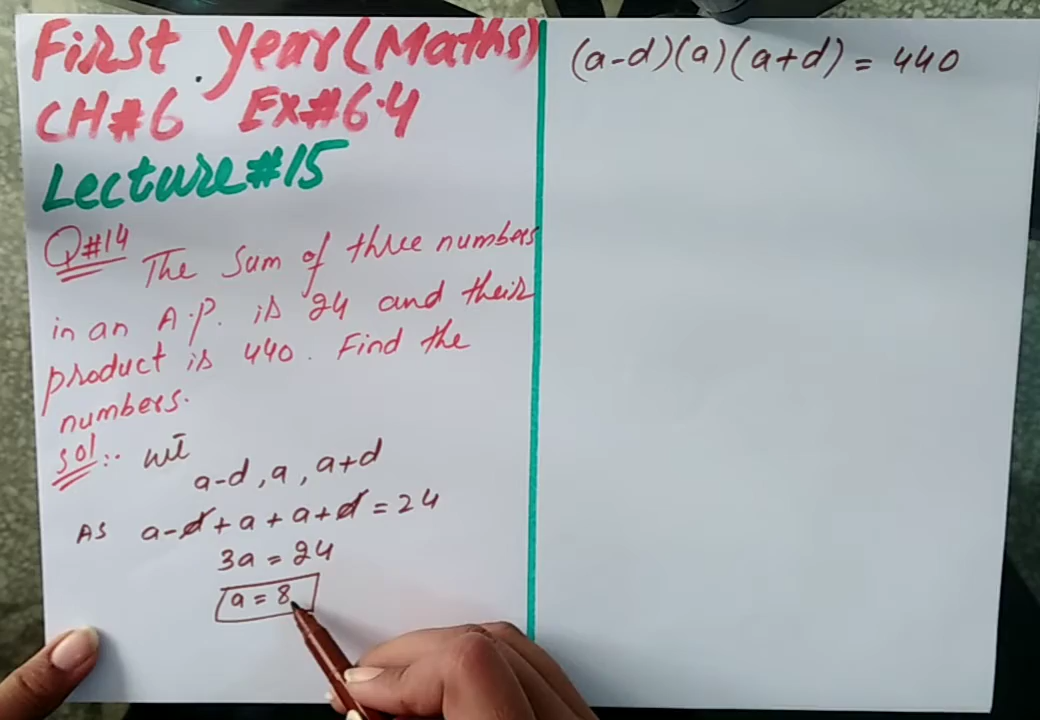 First year (Maths)
CH#6 Ex#6.4
Lecture#15
Q#14 The Sum of three numbers
in an A.P. is 24 and their
product is 440. Find the
numbers.
Sol:-
a-d, a, a+d
As a-d+a+a+d=24
3a = 24
a = 8
(a-d)(a)(a+d) = 440